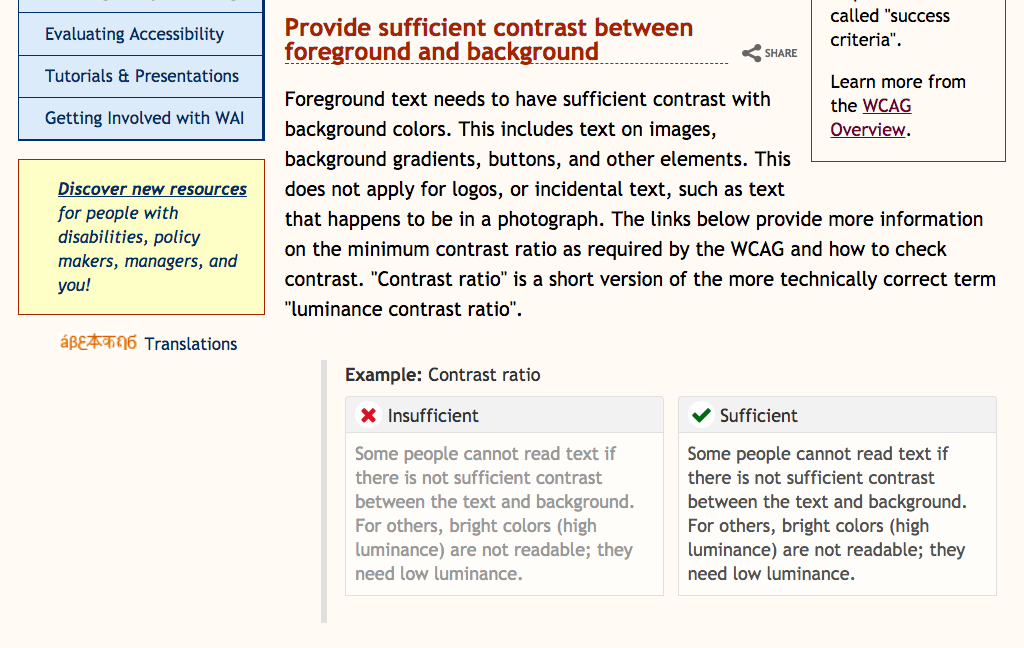 Evaluating Accessibility
Tutorials & Presentations
Getting Involved with WAI
Discover new resources
for people with
disabilities, policy
makers, managers, and
you!
Translations
Provide sufficient contrast between
foreground and background
SHARE
Foreground text needs to have sufficient contrast with
background colors. This includes text on images,
background gradients, buttons, and other elements. This
does not apply for logos, or incidental text, such as text
that happens to be in a photograph. The links below provide more information
on the minimum contrast ratio as required by the WCAG and how to check
contrast. "Contrast ratio" is a short version of the more technically correct term
"luminance contrast ratio".
Example: Contrast ratio
Insufficient
Some people cannot read text if
there is not sufficient contrast
between the text and background.
For others, bright colors (high
luminance) are not readable; they
need low luminance.
Sufficient
Some people cannot read text if
there is not sufficient contrast
between the text and background.
For others, bright colors (high
luminance) are not readable; they
need low luminance.
called "success
criteria".
Learn more from
the WCAG
Overview.